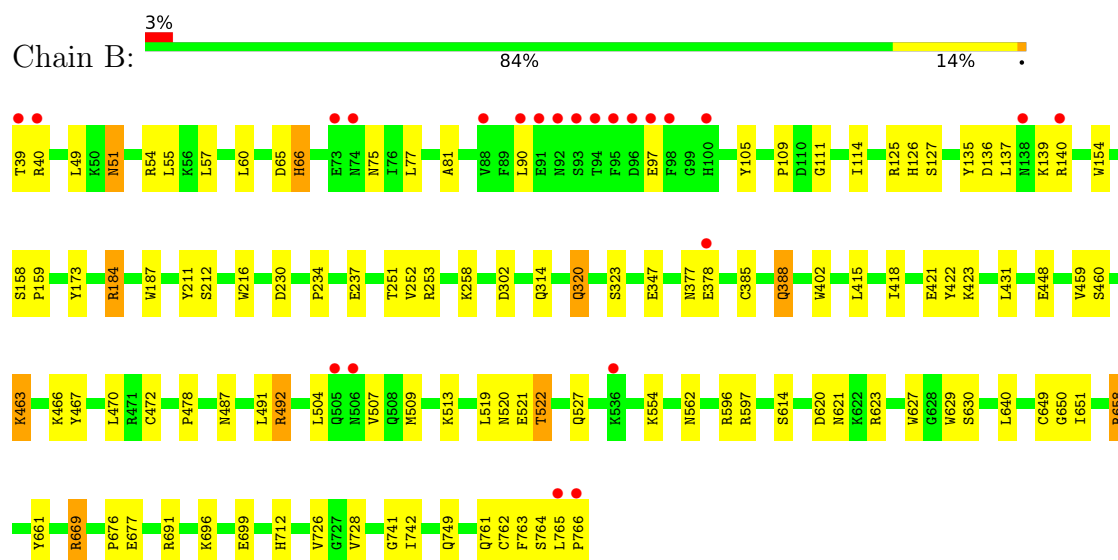 3%
Chain B:
84% 14% •
T39 R40 L49 K50 N51 R54 L55 K56 L57 L60 D65 H66 E73 N74 N75 I76 L77 A81 V88 F89 L90 E91 N92 S93 T94 F95 D96 E97 F98 G99 H100 Y105 P109 D110 G111 I114 R125 H126 S127 Y135 D136 L137 N138 K139 R140 W154
S158 P159 Y173 R184 W187 Y211 S212 W216 D230 P234 E237 T251 V252 R253 K258 D302 Q314 Q320 S323 E347 N377 E378 C385 Q388 W402 L415 I418 E421 Y422 K423 L431 E448 V459 S460
K463 K466 Y467 L470 R471 C472 P478 N487 L491 R492 L504 Q505 N506 V507 Q508 M509 K513 L519 N520 E521 T522 Q527 K536 K554 N562 R596 R597 S614 D620 N621 K622 R623 W627 G628 W629 S630 L640 C649 G650 I651 R658
Y661 R669 P676 E677 R691 K696 E699 H712 V726 G727 V728 G741 I742 Q749 Q761 C762 F763 S764 L765 P766